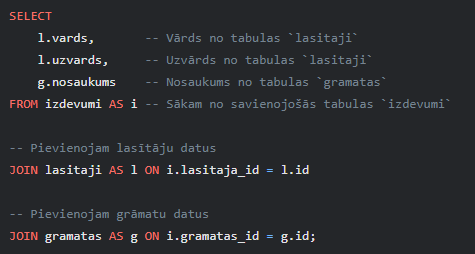 SELECT
l.vards, -- Vārds no tabulas `lasitaji`
l.uzvards, -- Uzvārds no tabulas `lasitaji`
g.nosaukums -- Nosaukums no tabulas `gramatas`
FROM izdevumi AS i -- Sākam no savienojošās tabulas `izdevumi`
-- Pievienojam lasītāju datus
JOIN lasitaji AS l ON i.lasitaja_id = l.id
-- Pievienojam grāmatu datus
JOIN gramatas AS g ON i.gramatas_id = g.id;